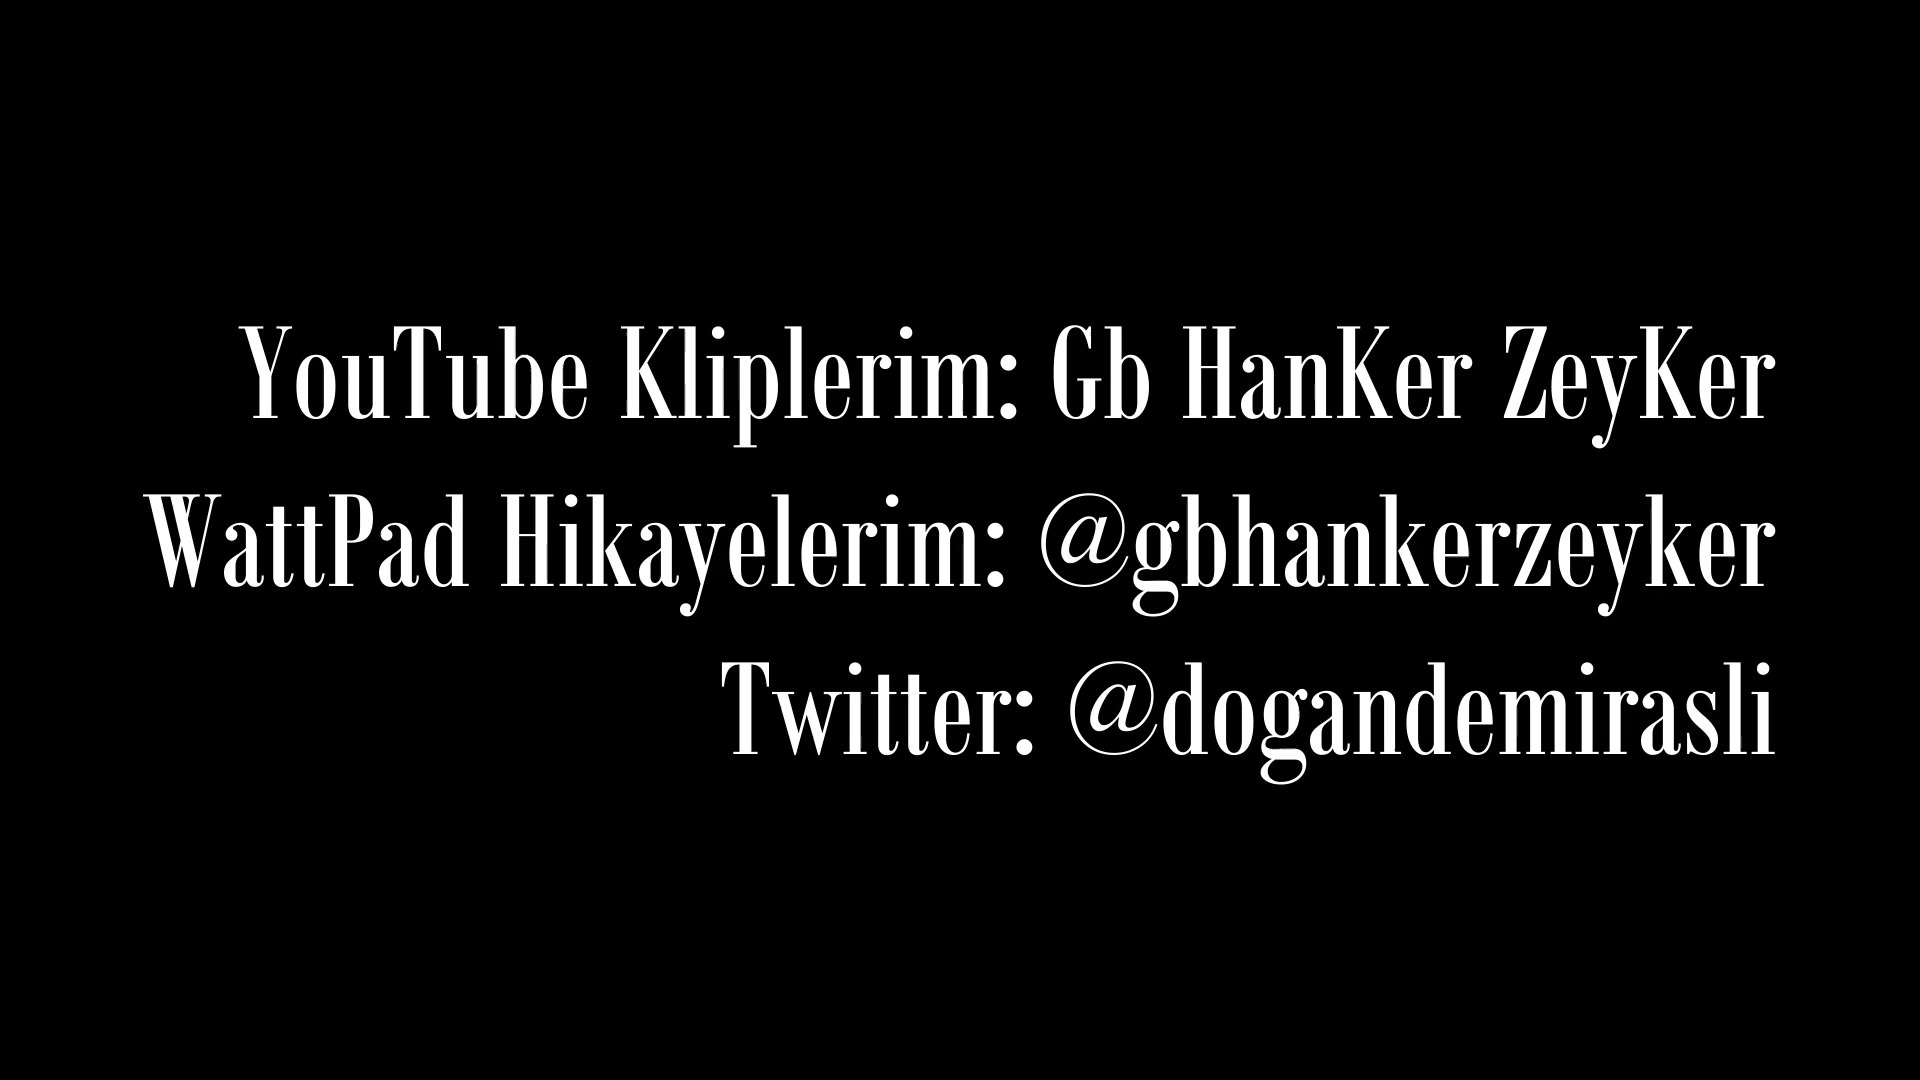 YouTube Kliplerim: Gb HanKer ZeyKer
WattPad Hikayelerim: @gbhankerzeyker
Twitter: @dogandemirasli